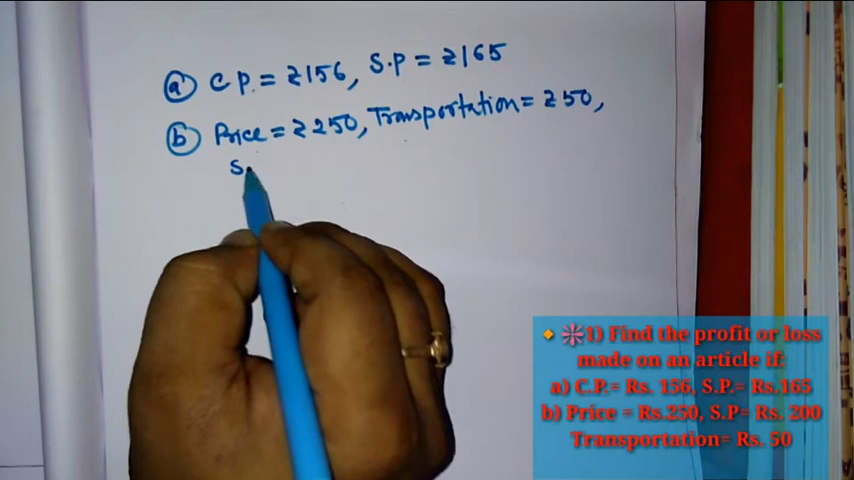 (a) C P. = ₹156, S.P = ₹165
(b) Price = ₹250, Transportation = ₹50,
S.
🔸❇1) Find the profit or loss
made on an article if:
a) C.P.= Rs. 156, S.P.= Rs.165
b) Price = Rs.250, S.P= Rs. 200
Transportation= Rs. 50